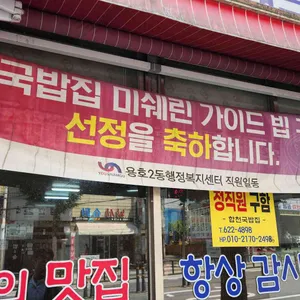 국밥집 미쉐린 가이드 빕
선정을 축하합니다.
용호2동행정복지센터 직원일동
정직원 구함
- 합천국밥집 -
T.622-4898
HP.010-2170-2498
의 맛집
항상 감사